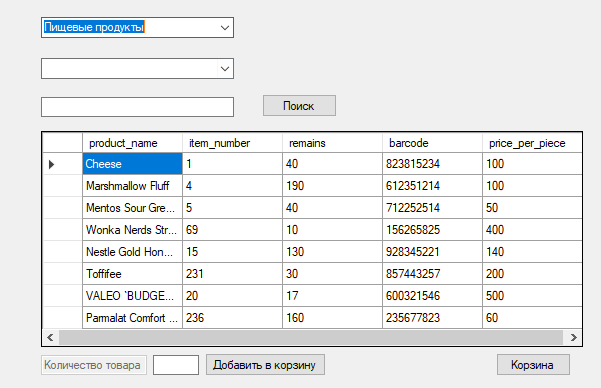 Пищевые продукты
Поиск
product_name item_number remains barcode price_per_piece
Cheese 1 40 823815234 100
Marshmallow Fluff 4 190 612351214 100
Mentos Sour Gre... 5 40 712252514 50
Wonka Nerds Str... 69 10 156265825 400
Nestle Gold Hon... 15 130 928345221 140
Toffifee 231 30 857443257 200
VALEO `BUDGE... 20 17 600321546 500
Parmalat Comfort ... 236 160 235677823 60
Количество товара Добавить в корзину Корзина